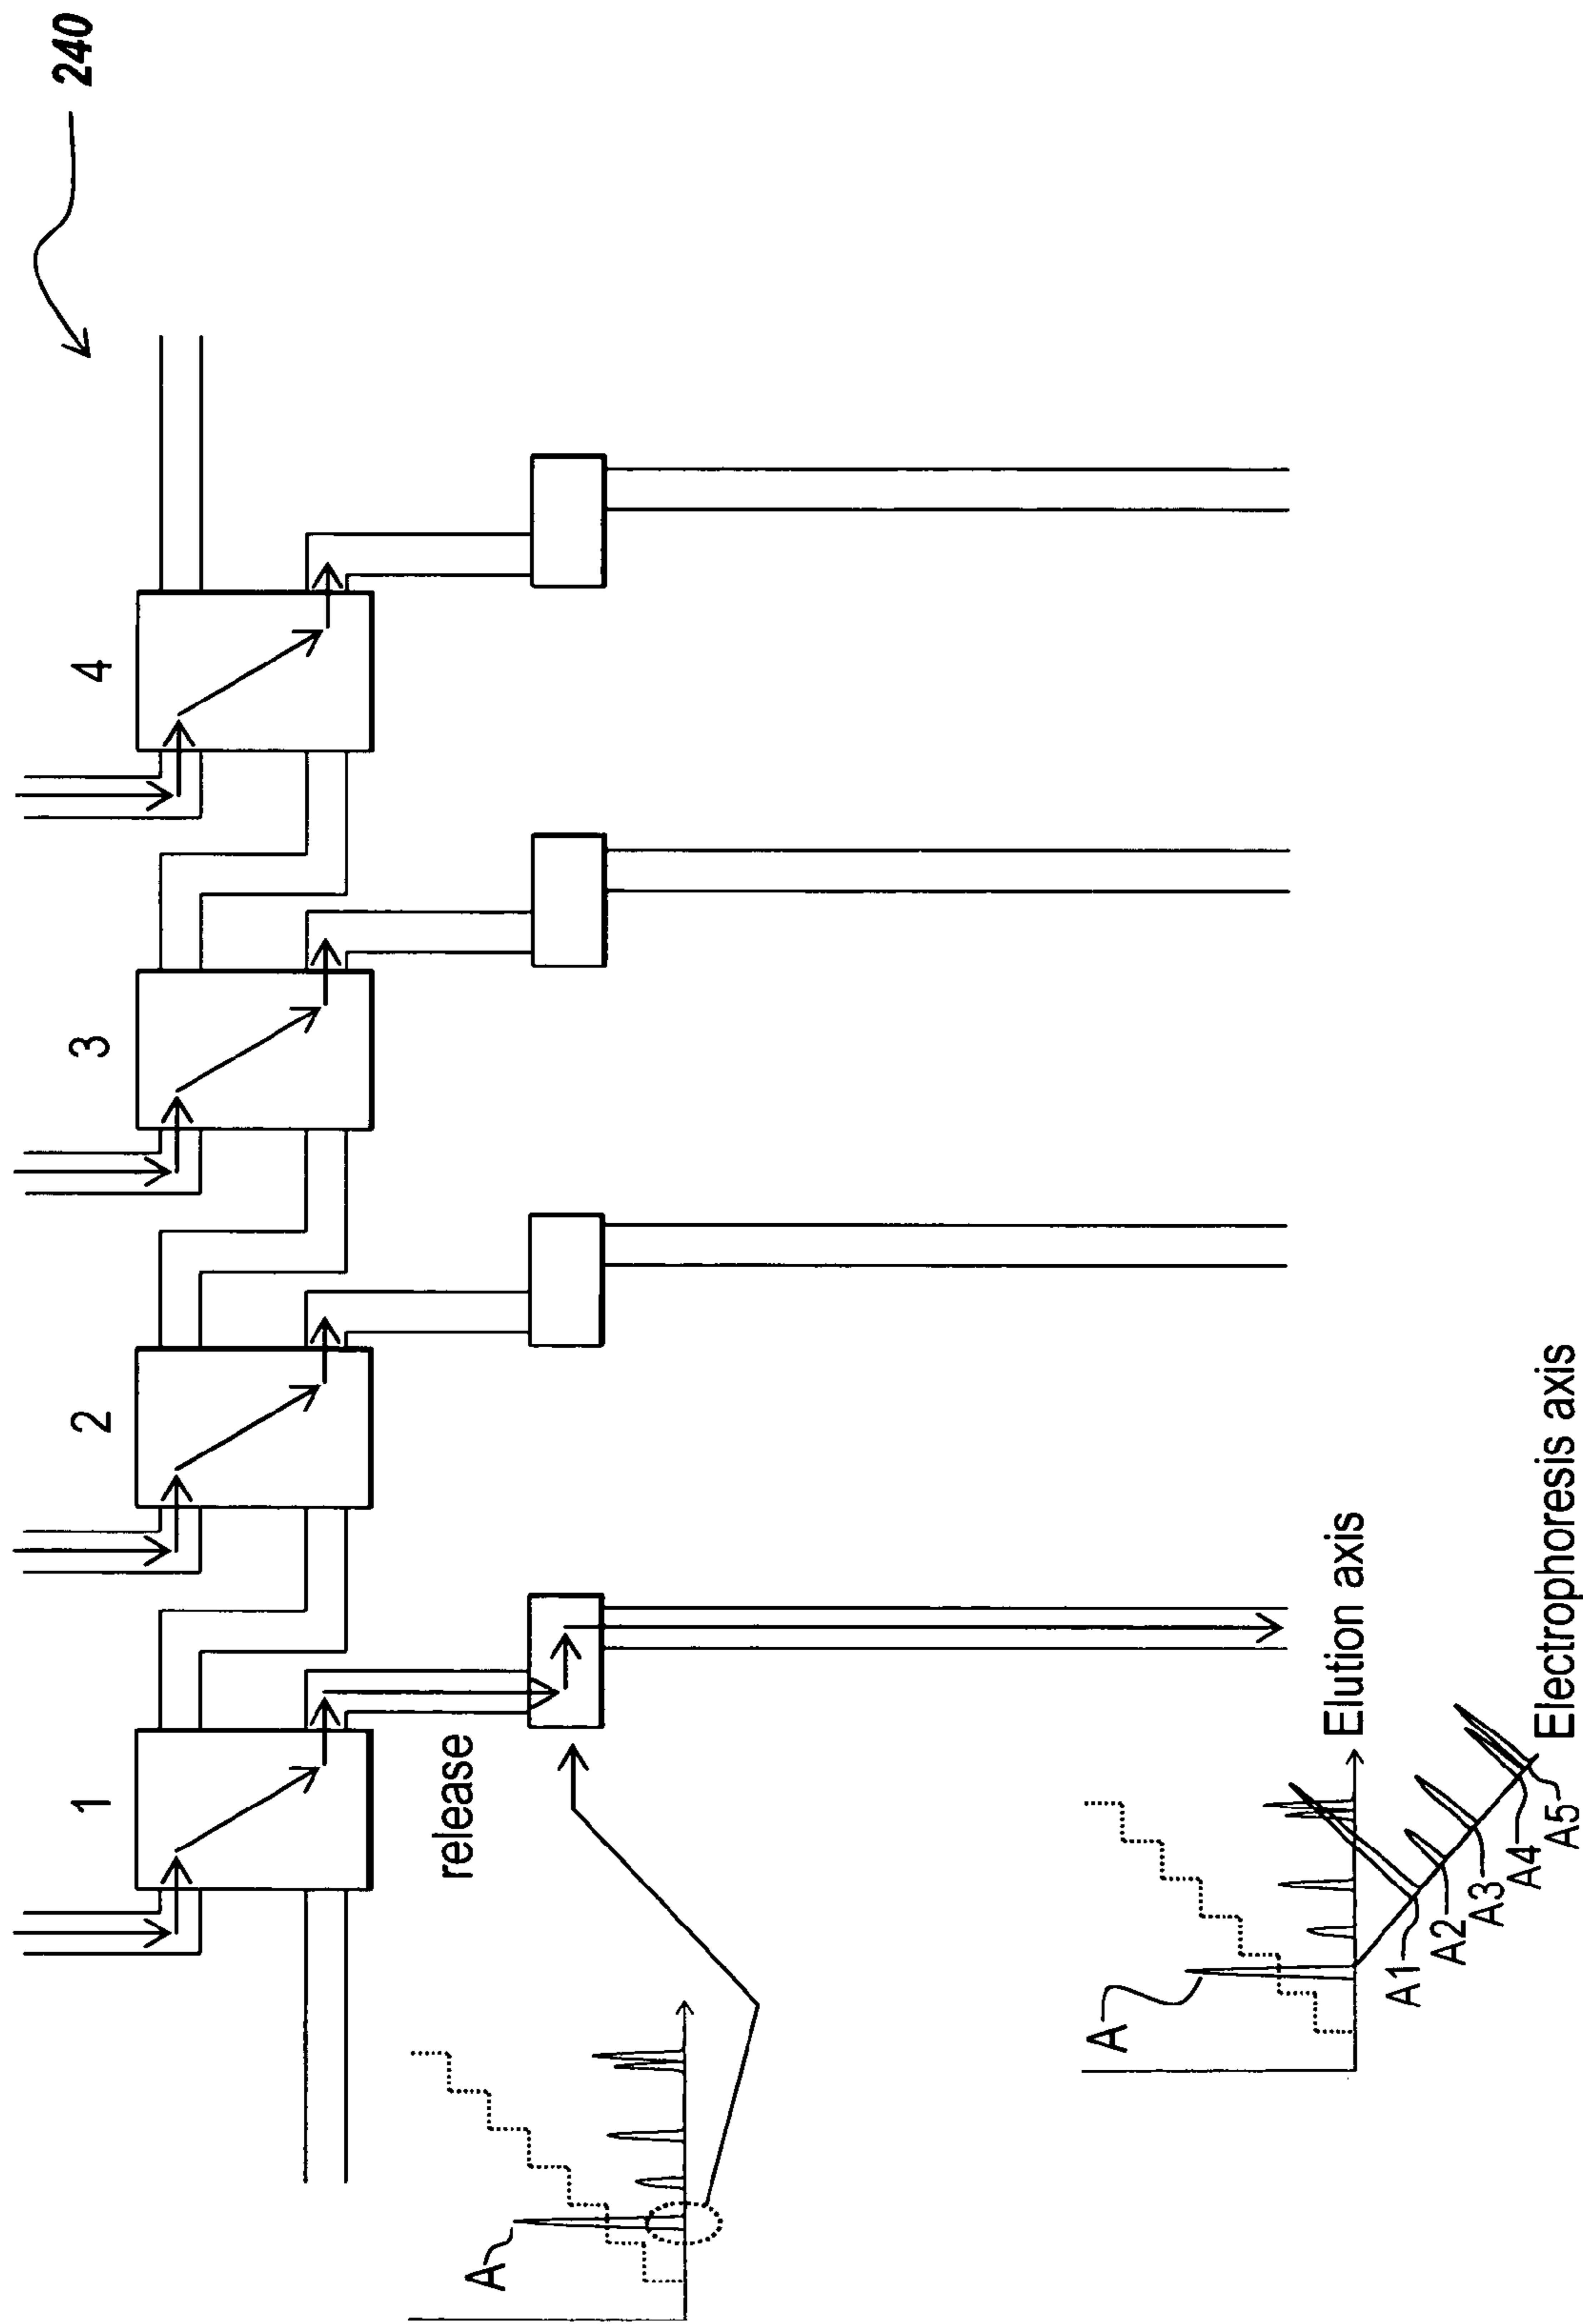 240
1
2
3
4
release
A
A
Elution axis
A1
A2
A3
A4
A5
Electrophoresis axis